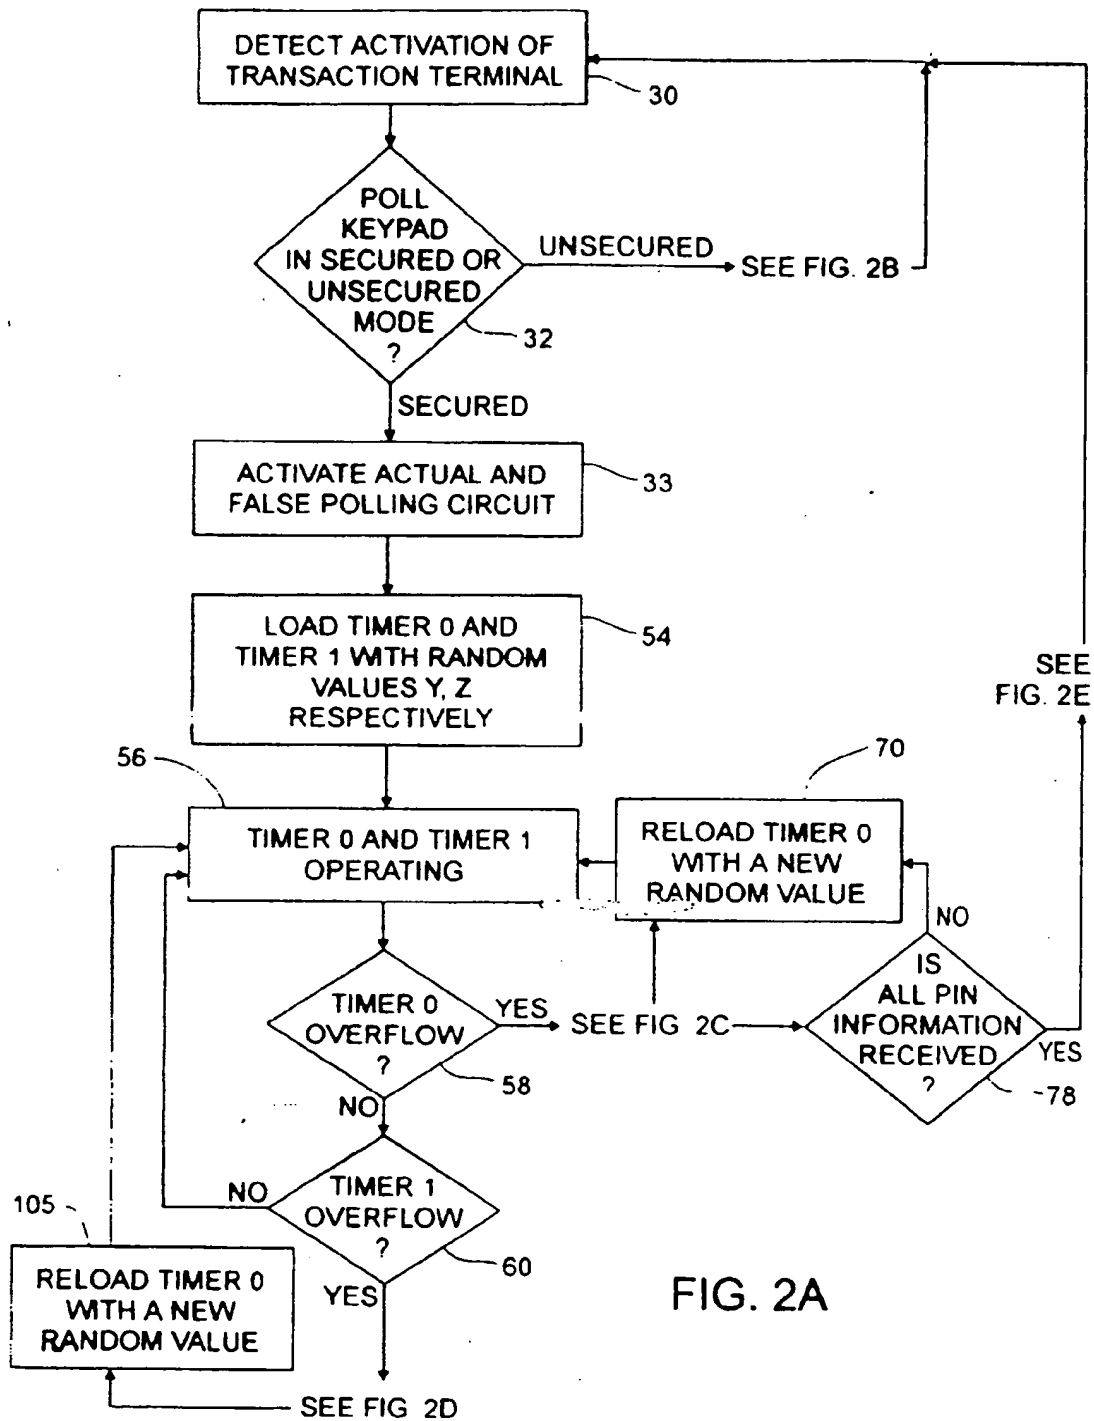 DETECT ACTIVATION OF
TRANSACTION TERMINAL
30
POLL
KEYPAD
IN SECURED OR
UNSECURED
MODE
?
32
UNSECURED
SEE FIG. 2B
SECURED
ACTIVATE ACTUAL AND
FALSE POLLING CIRCUIT
33
LOAD TIMER 0 AND
TIMER 1 WITH RANDOM
VALUES Y, Z
RESPECTIVELY
54
SEE
FIG. 2E
56
TIMER 0 AND TIMER 1
OPERATING
70
RELOAD TIMER 0
WITH A NEW
RANDOM VALUE
NO
TIMER 0
OVERFLOW
?
58
YES
SEE FIG 2C
IS
ALL PIN
INFORMATION
RECEIVED
?
YES
78
NO
TIMER 1
OVERFLOW
?
60
NO
YES
105
RELOAD TIMER 0
WITH A NEW
RANDOM VALUE
SEE FIG 2D
FIG. 2A